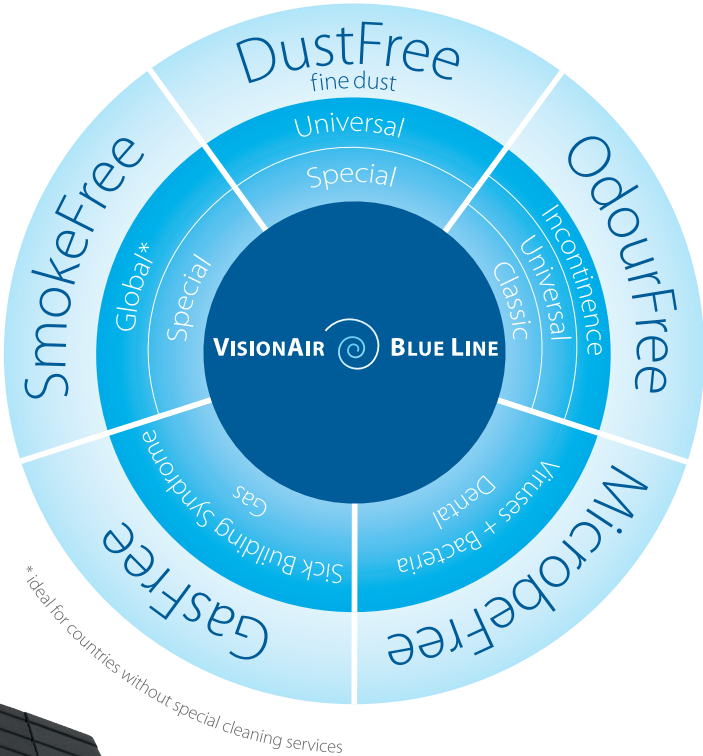 DustFree
fine dust
Universal
Special
OdourFree
Incontinence
Universal
Classic
MicrobeFree
Viruses + Bacteria
Dental
GasFree
Sick Building Syndrome
Gas
SmokeFree
Global*
Special
VISIONAIR BLUE LINE
* ideal for countries without special cleaning services